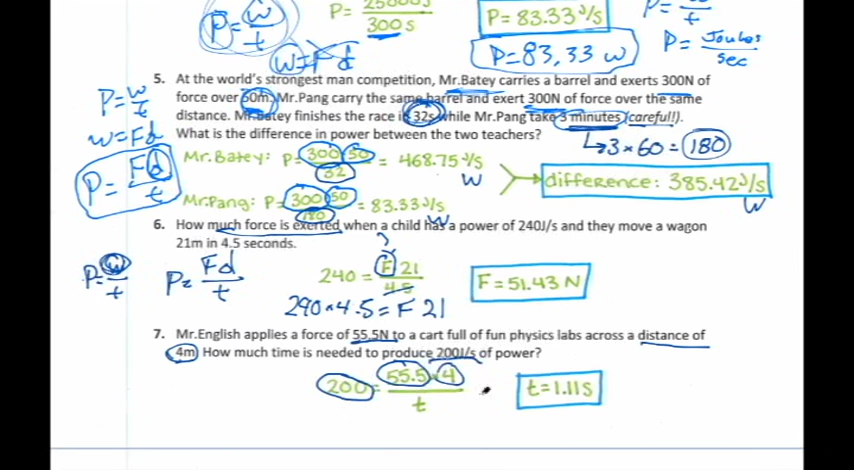 P=W/t
P=
300s
P= 83.33 J/s
P=83,33 w
W=Fd
P= Joules/sec
5. At the world's strongest man competition, Mr.Batey carries a barrel and exerts 300N of
force over 50m. Mr.Pang carry the same barrel and exert 300N of force over the same
distance. Mr.Batey finishes the race in 32s while Mr.Pang take 3 minutes (careful!!).
What is the difference in power between the two teachers?
P=W/t
W=Fd
P= Fd/t
3×60=180
Mr.Batey: P= 300 50 / 32 = 468.75 J/s
W
Mr.Pang: P= 300 50 / 180 = 83.33 J/s
W
difference: 385.42 J/s
W
6. How much force is exerted when a child has a power of 240J/s and they move a wagon
21m in 4.5 seconds.
P=W/t
P= Fd/t
?
240 = F 21 / 4.5
F=51.43 N
240×4.5=F 21
7. Mr.English applies a force of 55.5N to a cart full of fun physics labs across a distance of
4m. How much time is needed to produce 200J/s of power?
200= 55.5 4 / t
t=1.11s